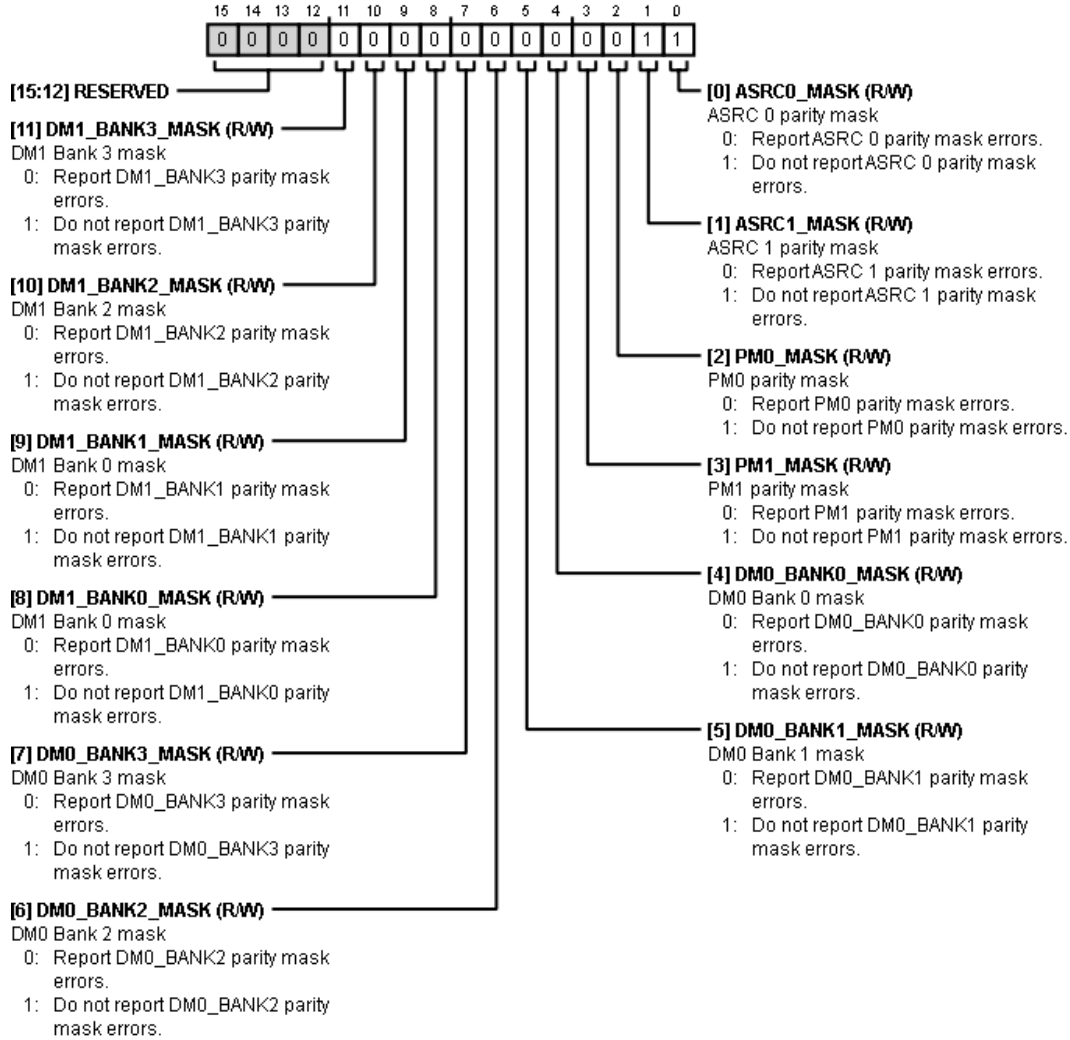 15 14 13 12 11 10 9 8 7 6 5 4 3 2 1 0
0 0 0 0 0 0 0 0 0 0 0 0 0 0 1 1
[15:12] RESERVED
[11] DM1_BANK3_MASK (R/W)
DM1 Bank 3 mask
0: Report DM1_BANK3 parity mask
errors.
1: Do not report DM1_BANK3 parity
mask errors.
[10] DM1_BANK2_MASK (R/W)
DM1 Bank 2 mask
0: Report DM1_BANK2 parity mask
errors.
1: Do not report DM1_BANK2 parity
mask errors.
[9] DM1_BANK1_MASK (R/W)
DM1 Bank 0 mask
0: Report DM1_BANK1 parity mask
errors.
1: Do not report DM1_BANK1 parity
mask errors.
[8] DM1_BANK0_MASK (R/W)
DM1 Bank 0 mask
0: Report DM1_BANK0 parity mask
errors.
1: Do not report DM1_BANK0 parity
mask errors.
[7] DM0_BANK3_MASK (R/W)
DM0 Bank 3 mask
0: Report DM0_BANK3 parity mask
errors.
1: Do not report DM0_BANK3 parity
mask errors.
[6] DM0_BANK2_MASK (R/W)
DM0 Bank 2 mask
0: Report DM0_BANK2 parity mask
errors.
1: Do not report DM0_BANK2 parity
mask errors.
[0] ASRC0_MASK (R/W)
ASRC 0 parity mask
0: Report ASRC 0 parity mask errors.
1: Do not report ASRC 0 parity mask
errors.
[1] ASRC1_MASK (R/W)
ASRC 1 parity mask
0: Report ASRC 1 parity mask errors.
1: Do not report ASRC 1 parity mask
errors.
[2] PM0_MASK (R/W)
PM0 parity mask
0: Report PM0 parity mask errors.
1: Do not report PM0 parity mask errors.
[3] PM1_MASK (R/W)
PM1 parity mask
0: Report PM1 parity mask errors.
1: Do not report PM1 parity mask errors.
[4] DM0_BANK0_MASK (R/W)
DM0 Bank 0 mask
0: Report DM0_BANK0 parity mask
errors.
1: Do not report DM0_BANK0 parity
mask errors.
[5] DM0_BANK1_MASK (R/W)
DM0 Bank 1 mask
0: Report DM0_BANK1 parity mask
errors.
1: Do not report DM0_BANK1 parity
mask errors.